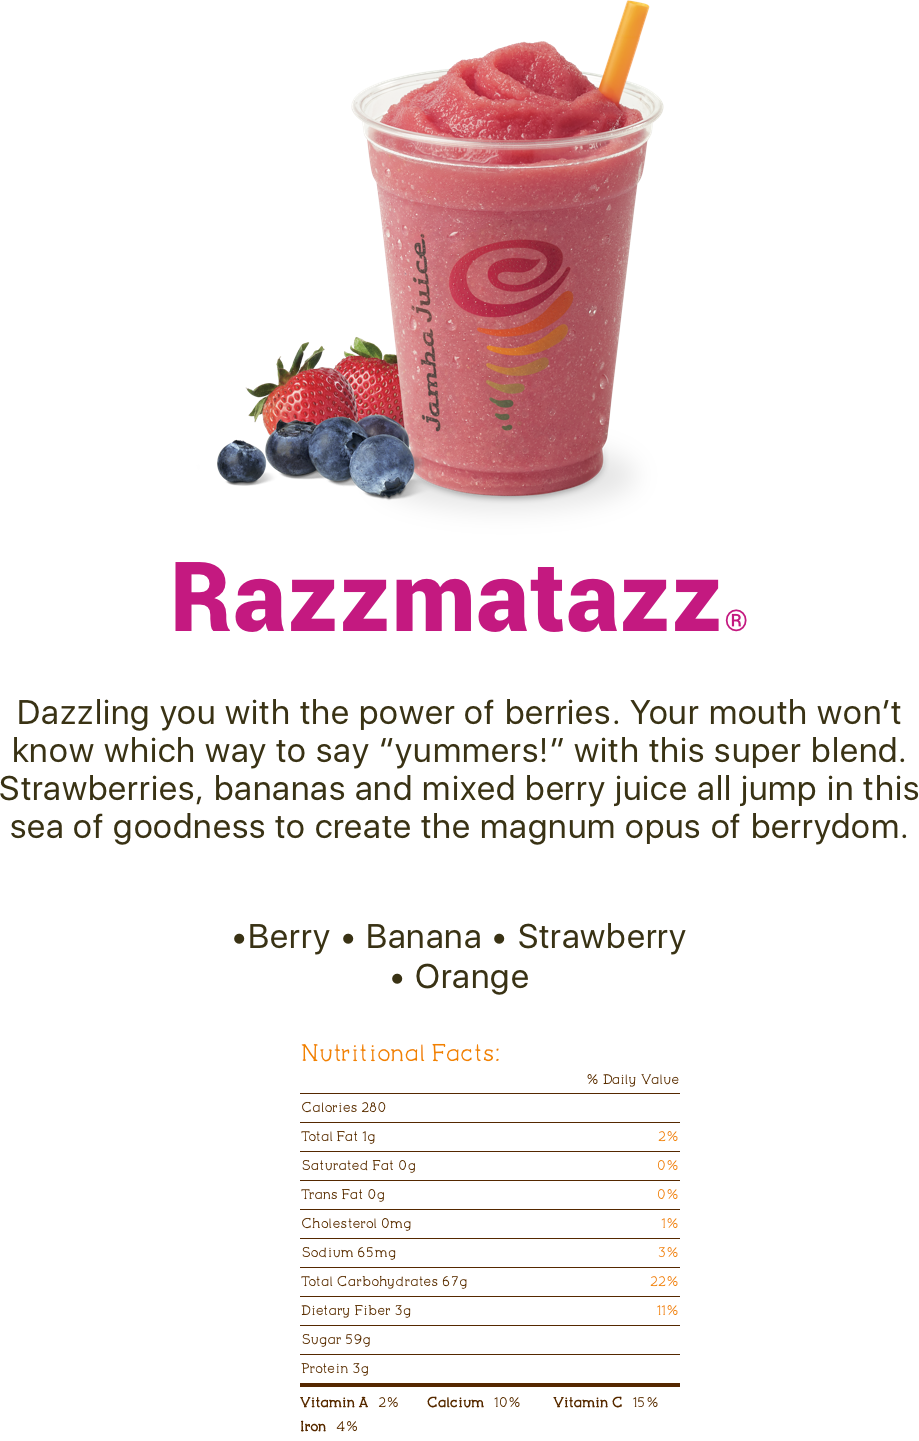 jamba juice
Razzmatazz®
Dazzling you with the power of berries. Your mouth won’t
know which way to say “yummers!” with this super blend.
Strawberries, bananas and mixed berry juice all jump in this
sea of goodness to create the magnum opus of berrydom.
•Berry • Banana • Strawberry
• Orange
Nutritional Facts:
% Daily Value
Calories 280
Total Fat 1g 2%
Saturated Fat 0g 0%
Trans Fat 0g 0%
Cholesterol 0mg 1%
Sodium 65mg 3%
Total Carbohydrates 67g 22%
Dietary Fiber 3g 11%
Sugar 59g
Protein 3g
Vitamin A 2% Calcium 10% Vitamin C 15%
Iron 4%